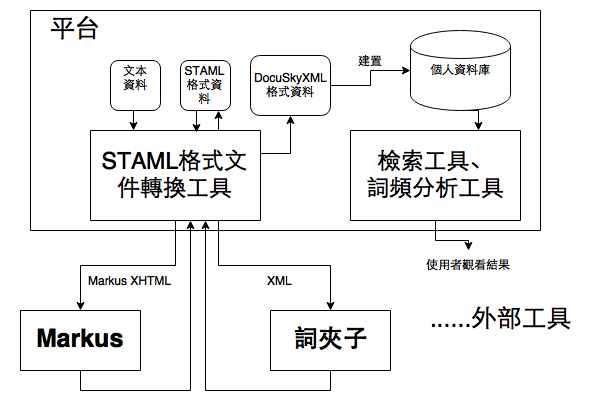 平台
文本
資料
STAML
格式資
料
DocuSkyXML
格式資料
建置
個人資料庫
STAML格式文
件轉換工具
檢索工具、
詞頻分析工具
使用者觀看結果
Markus XHTML
XML
Markus
詞夾子
......外部工具